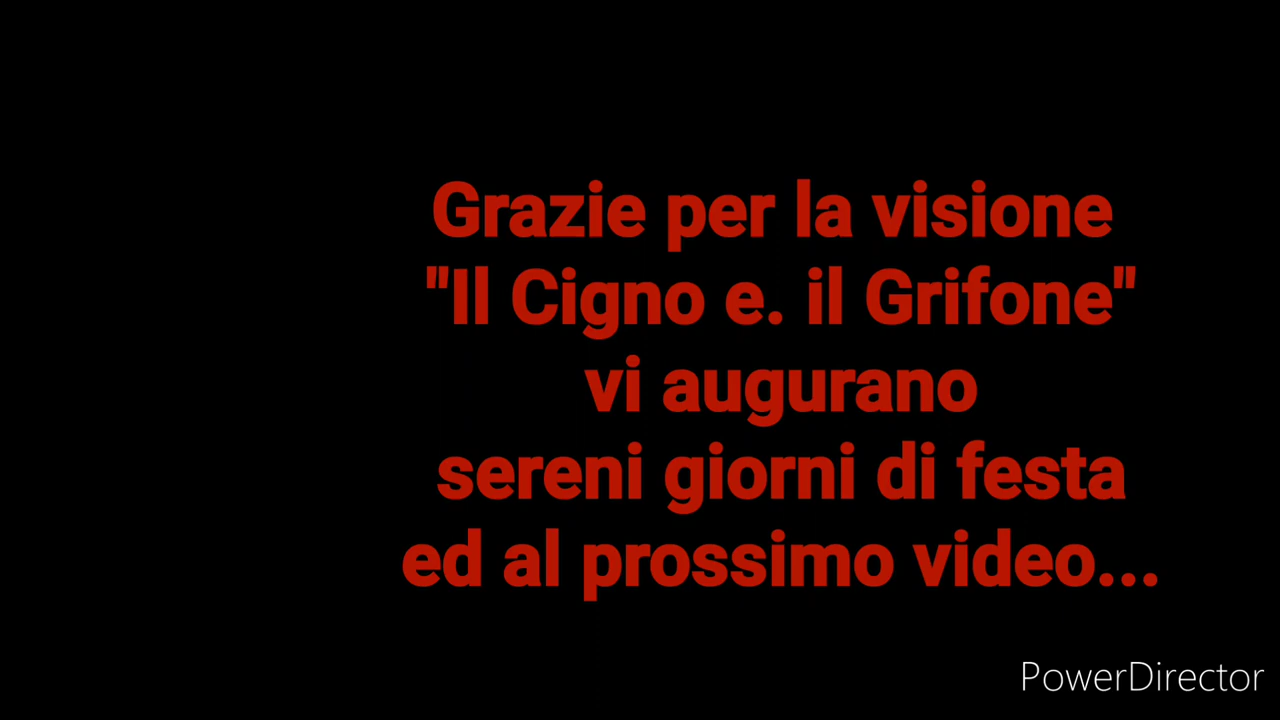 Grazie per la visione
"Il Cigno e. il Grifone"
vi augurano
sereni giorni di festa
ed al prossimo video...
PowerDirector